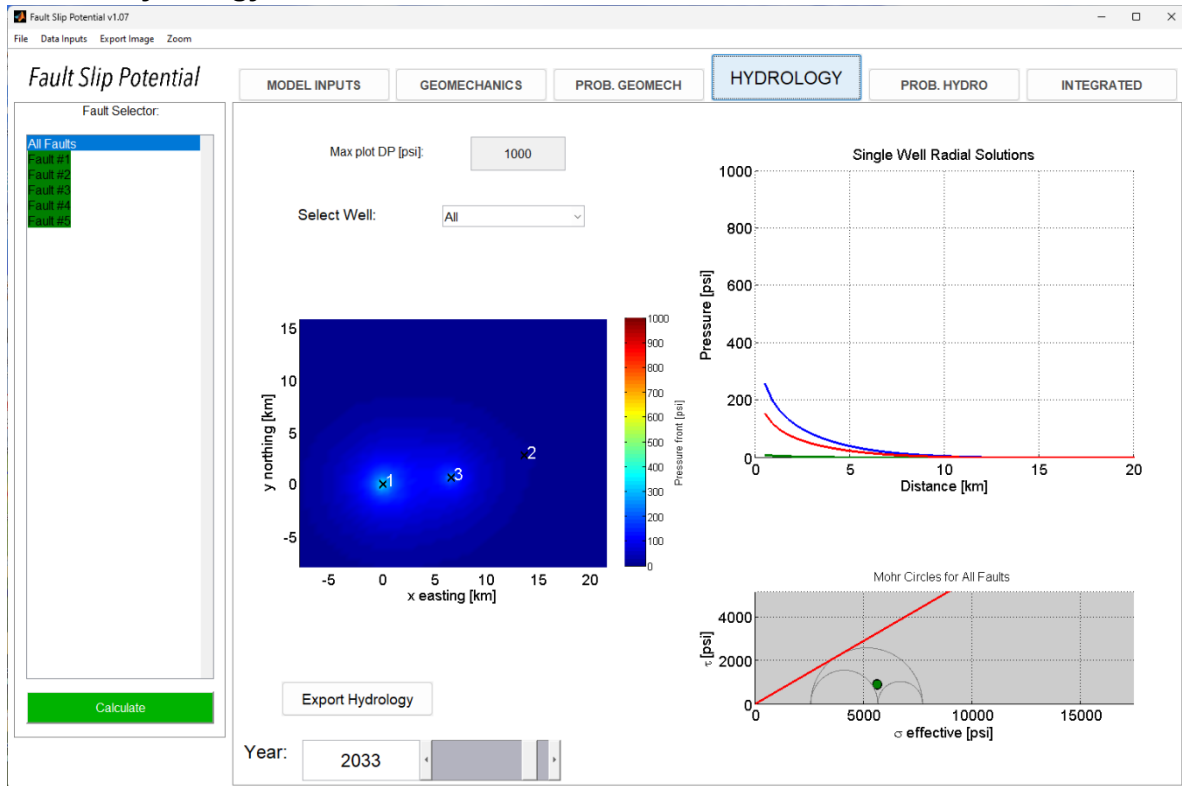 Fault Slip Potential v1.07
File Data Inputs Export Image Zoom
Fault Slip Potential
MODEL INPUTS GEOMECHANICS PROB. GEOMECH HYDROLOGY PROB. HYDRO INTEGRATED
Fault Selector:
All Faults
Fault #1
Fault #2
Fault #3
Fault #4
Fault #5
Calculate
Max plot DP [psi]: 1000
Select Well: All
15
10
5
0
-5
y northing [km]
1
3
2
-5 0 5 10 15 20
x easting [km]
1000
900
800
700
600
500
400
300
200
100
0
Pressure front [psi]
Export Hydrology
Year: 2033
Single Well Radial Solutions
1000
800
600
400
200
0
Pressure [psi]
0 5 10 15 20
Distance [km]
Mohr Circles for All Faults
4000
2000
0
τ [psi]
0 5000 10000 15000
σ effective [psi]